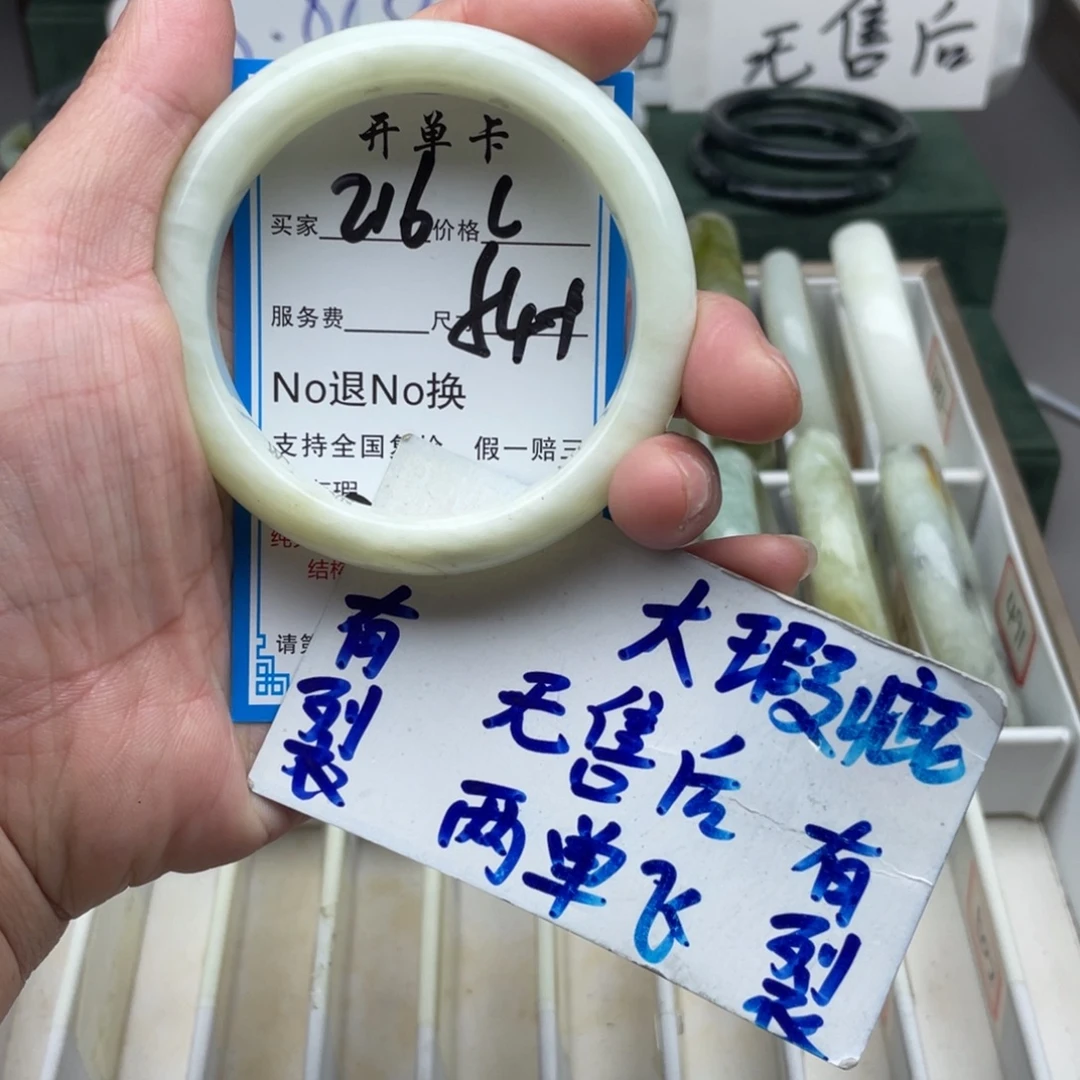 无售后
开单卡
买家 216 价格 L
服务费 尺
No退No换
支持全国复检 假一赔三
有瑕
结构
请
有裂
大瑕疵
无售后
两单飞
有裂